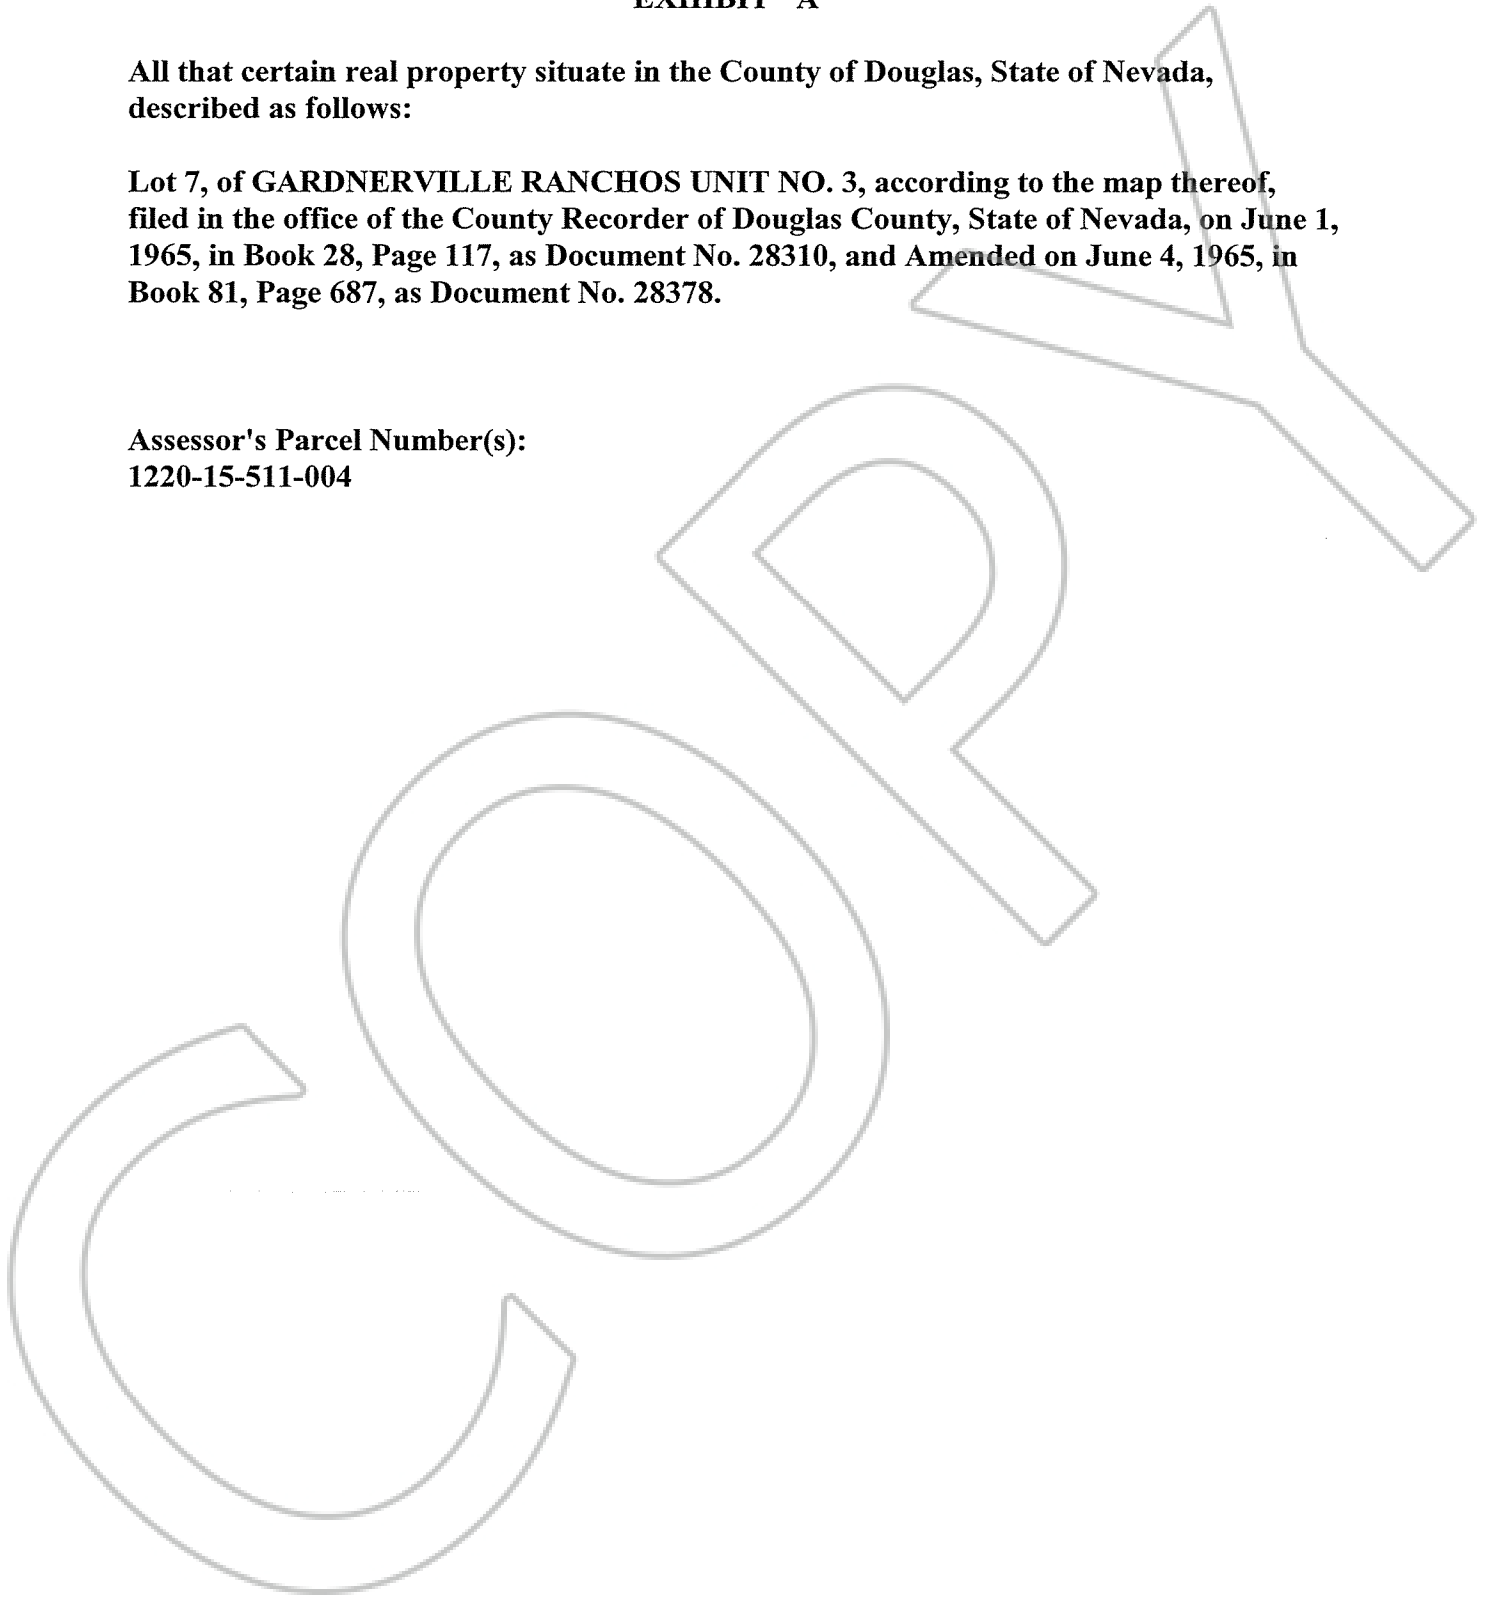 EXHIBIT A
All that certain real property situate in the County of Douglas, State of Nevada,
described as follows:
Lot 7, of GARDNERVILLE RANCHOS UNIT NO. 3, according to the map thereof,
filed in the office of the County Recorder of Douglas County, State of Nevada, on June 1,
1965, in Book 28, Page 117, as Document No. 28310, and Amended on June 4, 1965, in
Book 81, Page 687, as Document No. 28378.
Assessor's Parcel Number(s):
1220-15-511-004
COPY